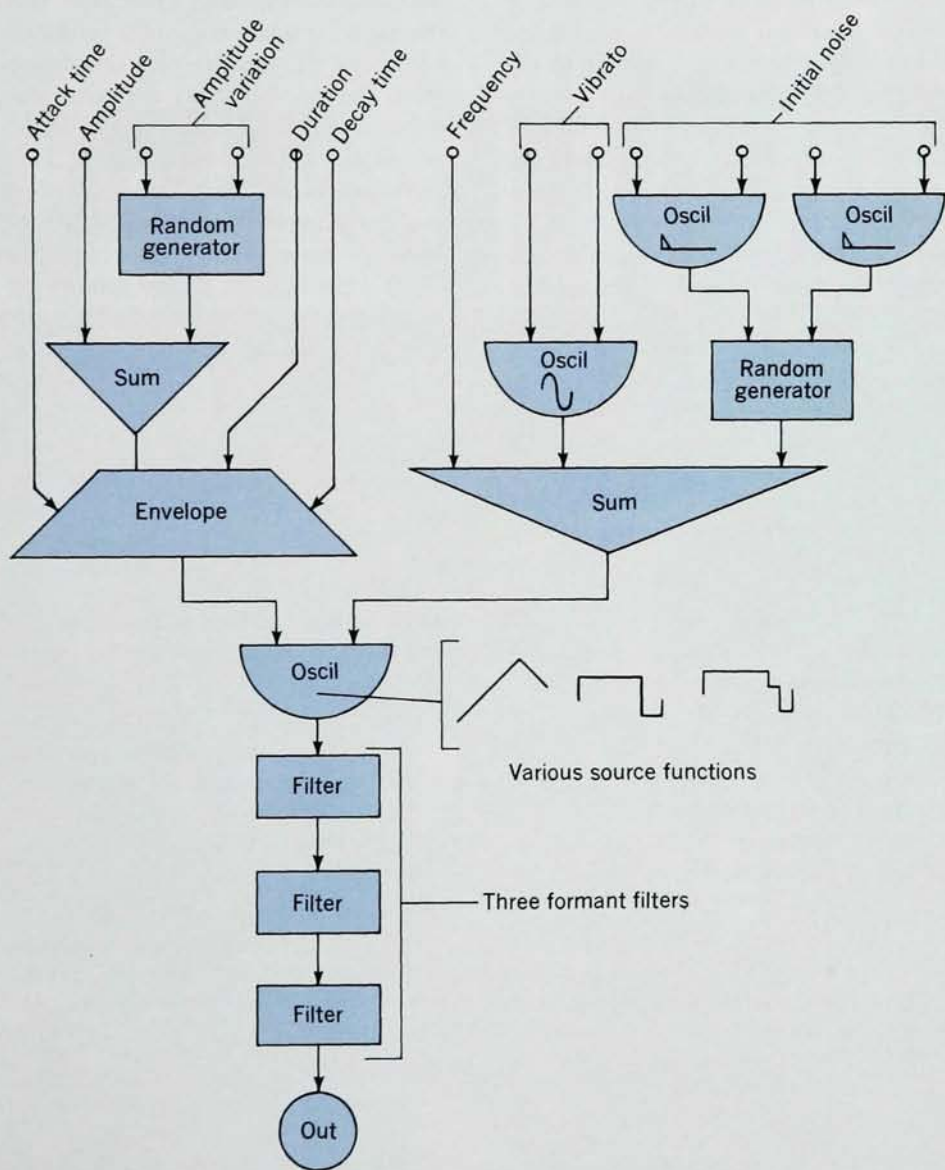 Attack time
Amplitude
Amplitude
variation
Duration
Decay time
Frequency
Vibrato
Initial noise
Random
generator
Oscil
Oscil
Sum
Oscil
Random
generator
Envelope
Sum
Oscil
Various source functions
Filter
Filter
Three formant filters
Filter
Out